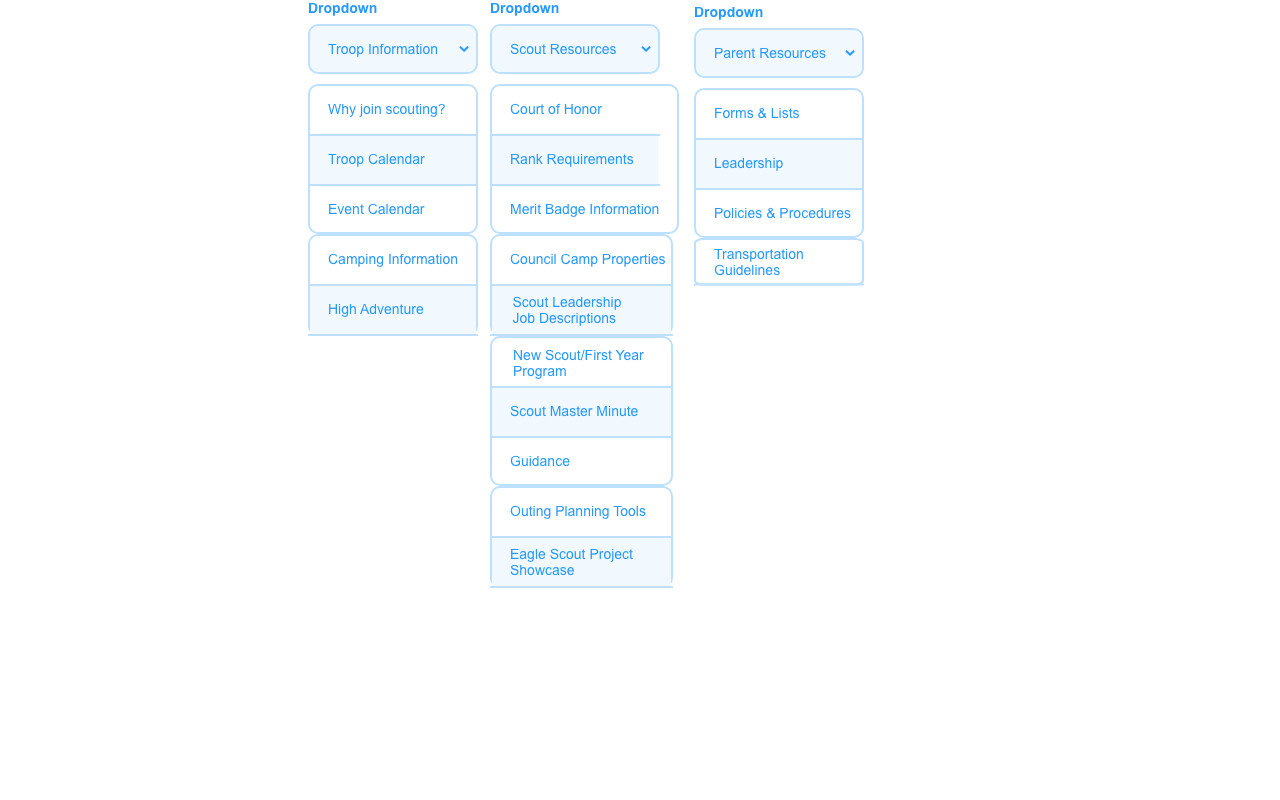 Dropdown
Troop Information
Why join scouting?
Troop Calendar
Event Calendar
Camping Information
High Adventure
Dropdown
Scout Resources
Court of Honor
Rank Requirements
Merit Badge Information
Council Camp Properties
Scout Leadership
Job Descriptions
New Scout/First Year
Program
Scout Master Minute
Guidance
Outing Planning Tools
Eagle Scout Project
Showcase
Dropdown
Parent Resources
Forms & Lists
Leadership
Policies & Procedures
Transportation
Guidelines